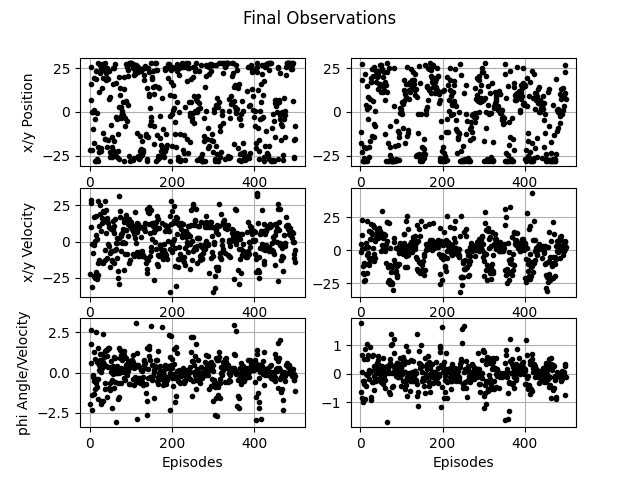 Final Observations
x/y Position
25
0
−25
0 200 400
25
0
−25
0 200 400
x/y Velocity
25
0
−25
0 200 400
25
0
−25
0 200 400
phi Angle/Velocity
2.5
0.0
−2.5
0 200 400
Episodes
1
0
−1
0 200 400
Episodes